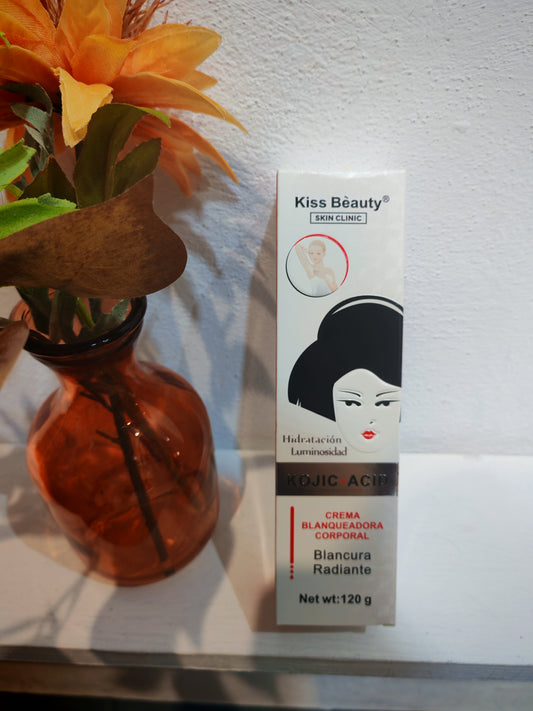 Kiss Bèauty®
SKIN CLINIC
Hidratación
Luminosidad
KOJIC ACID
CREMA
BLANQUEADORA
CORPORAL
Blancura
Radiante
Net wt:120 g